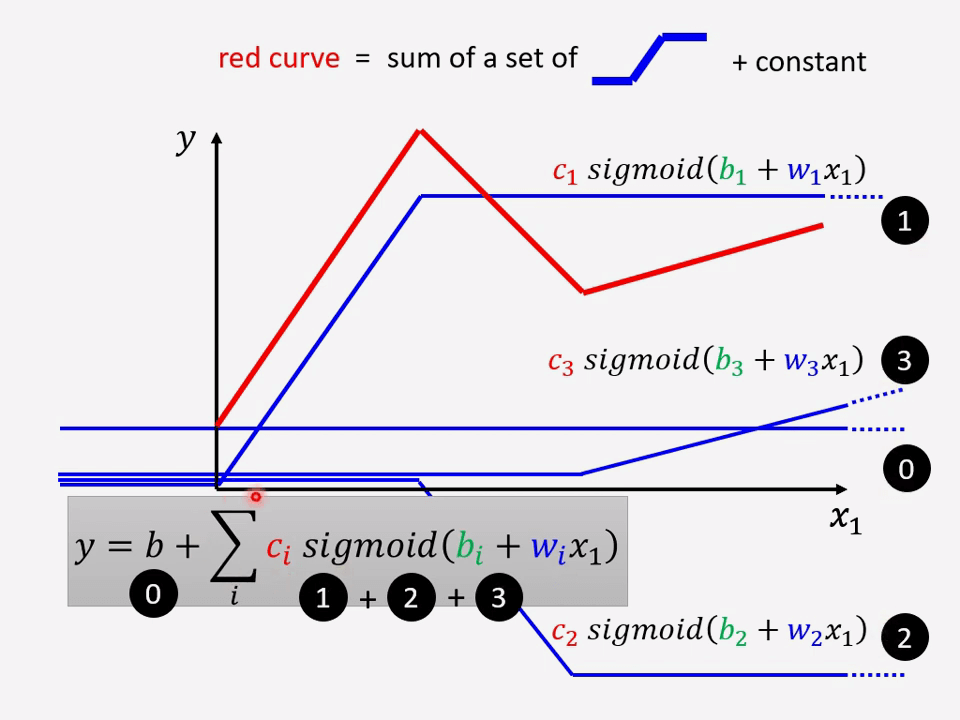 red curve = sum of a set of + constant
y
c₁ sigmoid(b₁ + w₁x₁)
1
c₃ sigmoid(b₃ + w₃x₁)
3
0
x₁
y = b + ∑ᵢ cᵢ sigmoid(bᵢ + wᵢx₁)
0 1 + 2 + 3
c₂ sigmoid(b₂ + w₂x₁)
2